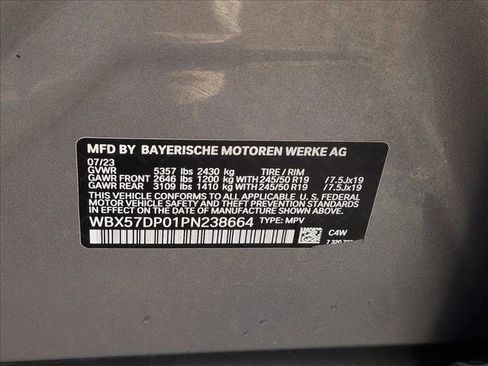 MFD BY BAYERISCHE MOTOREN WERKE AG
07/23
GVWR 5357 lbs 2430 kg TIRE / RIM
GAWR FRONT 2646 lbs 1200 kg WITH 245/50 R19 /7.5Jx19
GAWR REAR 3109 lbs 1410 kg WITH 245/50 R19 /7.5Jx19
THIS VEHICLE CONFORMS TO ALL APPLICABLE U. S. FEDERAL
MOTOR VEHICLE SAFETY, BUMPER, AND THEFT PREVENTION
STANDARDS IN EFFECT ON THE DATE OF MANUFACTURE SHOWN ABOVE.
WBX57DP01PN238664 TYPE: MPV
C4W
7 320